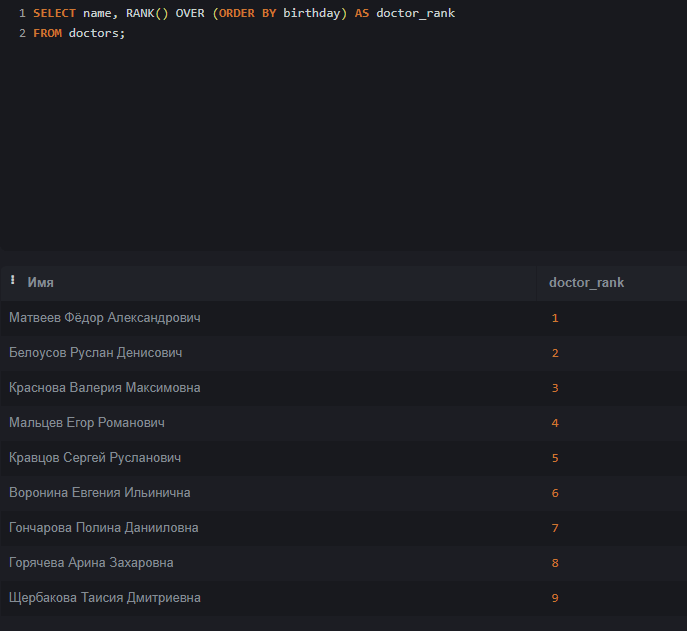 1 SELECT name, RANK() OVER (ORDER BY birthday) AS doctor_rank
2 FROM doctors;
Имя doctor_rank
Матвеев Фёдор Александрович 1
Белоусов Руслан Денисович 2
Краснова Валерия Максимовна 3
Мальцев Егор Романович 4
Кравцов Сергей Русланович 5
Воронина Евгения Ильинична 6
Гончарова Полина Данииловна 7
Горячева Арина Захаровна 8
Щербакова Таисия Дмитриевна 9